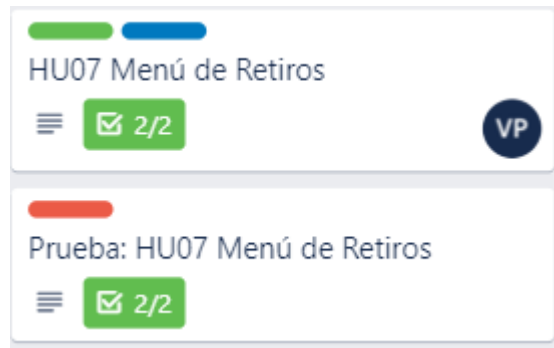 HU07 Menú de Retiros
2/2
VP
Prueba: HU07 Menú de Retiros
2/2